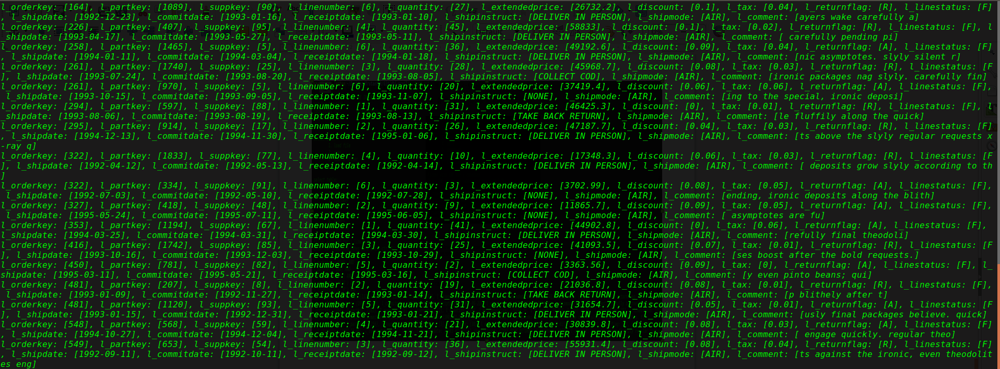 l_orderkey: [164], l_partkey: [1089], l_suppkey: [90], l_linenumber: [6], l_quantity: [27], l_extendedprice: [26732.2], l_discount: [0.1], l_tax: [0.04], l_returnflag: [R], l_linestatus: [F]
, l_shipdate: [1992-12-23], l_commitdate: [1993-01-16], l_receiptdate: [1993-01-10], l_shipinstruct: [DELIVER IN PERSON], l_shipmode: [AIR], l_comment: [ayers wake carefully a]
l_orderkey: [226], l_partkey: [407], l_suppkey: [95], l_linenumber: [4], l_quantity: [45], l_extendedprice: [58833], l_discount: [0.1], l_tax: [0.02], l_returnflag: [R], l_linestatus: [F], l
_shipdate: [1993-04-17], l_commitdate: [1993-05-27], l_receiptdate: [1993-05-11], l_shipinstruct: [DELIVER IN PERSON], l_shipmode: [AIR], l_comment: [ carefully pending pi]
l_orderkey: [258], l_partkey: [1465], l_suppkey: [5], l_linenumber: [6], l_quantity: [36], l_extendedprice: [49192.6], l_discount: [0.09], l_tax: [0.04], l_returnflag: [A], l_linestatus: [F]
, l_shipdate: [1994-01-11], l_commitdate: [1994-03-04], l_receiptdate: [1994-01-18], l_shipinstruct: [DELIVER IN PERSON], l_shipmode: [AIR], l_comment: [nic asymptotes. slyly silent r]
l_orderkey: [261], l_partkey: [1740], l_suppkey: [25], l_linenumber: [3], l_quantity: [28], l_extendedprice: [45968.7], l_discount: [0.08], l_tax: [0.03], l_returnflag: [R], l_linestatus: [F
], l_shipdate: [1993-07-24], l_commitdate: [1993-08-20], l_receiptdate: [1993-08-05], l_shipinstruct: [COLLECT COD], l_shipmode: [AIR], l_comment: [ironic packages nag slyly. carefully fin]
l_orderkey: [261], l_partkey: [970], l_suppkey: [5], l_linenumber: [6], l_quantity: [20], l_extendedprice: [37419.4], l_discount: [0.06], l_tax: [0.06], l_returnflag: [A], l_linestatus: [F],
 l_shipdate: [1993-10-15], l_commitdate: [1993-09-05], l_receiptdate: [1993-11-07], l_shipinstruct: [NONE], l_shipmode: [AIR], l_comment: [ing to the special, ironic deposi]
l_orderkey: [294], l_partkey: [597], l_suppkey: [88], l_linenumber: [1], l_quantity: [31], l_extendedprice: [46425.3], l_discount: [0], l_tax: [0.01], l_returnflag: [R], l_linestatus: [F], l
_shipdate: [1993-08-06], l_commitdate: [1993-08-19], l_receiptdate: [1993-08-13], l_shipinstruct: [TAKE BACK RETURN], l_shipmode: [AIR], l_comment: [le fluffily along the quick]
l_orderkey: [295], l_partkey: [914], l_suppkey: [17], l_linenumber: [2], l_quantity: [26], l_extendedprice: [47187.7], l_discount: [0.04], l_tax: [0.03], l_returnflag: [R], l_linestatus: [F]
, l_shipdate: [1994-12-13], l_commitdate: [1994-11-30], l_receiptdate: [1995-01-06], l_shipinstruct: [DELIVER IN PERSON], l_shipmode: [AIR], l_comment: [ts above the slyly regular requests x
-ray q]
l_orderkey: [322], l_partkey: [1833], l_suppkey: [77], l_linenumber: [4], l_quantity: [10], l_extendedprice: [17348.3], l_discount: [0.06], l_tax: [0.03], l_returnflag: [R], l_linestatus: [F
], l_shipdate: [1992-04-12], l_commitdate: [1992-05-13], l_receiptdate: [1992-04-14], l_shipinstruct: [DELIVER IN PERSON], l_shipmode: [AIR], l_comment: [ deposits grow slyly according to th
]
l_orderkey: [322], l_partkey: [334], l_suppkey: [91], l_linenumber: [6], l_quantity: [3], l_extendedprice: [3702.99], l_discount: [0.08], l_tax: [0.05], l_returnflag: [A], l_linestatus: [F],
 l_shipdate: [1992-07-03], l_commitdate: [1992-05-10], l_receiptdate: [1992-07-28], l_shipinstruct: [NONE], l_shipmode: [AIR], l_comment: [ending, ironic deposits along the blith]
l_orderkey: [327], l_partkey: [418], l_suppkey: [48], l_linenumber: [2], l_quantity: [9], l_extendedprice: [11865.7], l_discount: [0.09], l_tax: [0.05], l_returnflag: [A], l_linestatus: [F],
 l_shipdate: [1995-05-24], l_commitdate: [1995-07-11], l_receiptdate: [1995-06-05], l_shipinstruct: [NONE], l_shipmode: [AIR], l_comment: [ asymptotes are fu]
l_orderkey: [353], l_partkey: [1194], l_suppkey: [67], l_linenumber: [1], l_quantity: [41], l_extendedprice: [44902.8], l_discount: [0], l_tax: [0.06], l_returnflag: [A], l_linestatus: [F],
l_shipdate: [1994-03-25], l_commitdate: [1994-03-31], l_receiptdate: [1994-03-30], l_shipinstruct: [DELIVER IN PERSON], l_shipmode: [AIR], l_comment: [refully final theodoli]
l_orderkey: [416], l_partkey: [1742], l_suppkey: [85], l_linenumber: [3], l_quantity: [25], l_extendedprice: [41093.5], l_discount: [0.07], l_tax: [0.01], l_returnflag: [R], l_linestatus: [F
], l_shipdate: [1993-10-16], l_commitdate: [1993-12-03], l_receiptdate: [1993-10-29], l_shipinstruct: [NONE], l_shipmode: [AIR], l_comment: [ses boost after the bold requests.]
l_orderkey: [450], l_partkey: [781], l_suppkey: [82], l_linenumber: [5], l_quantity: [2], l_extendedprice: [3363.56], l_discount: [0.09], l_tax: [0], l_returnflag: [A], l_linestatus: [F], l_
shipdate: [1995-03-11], l_commitdate: [1995-05-21], l_receiptdate: [1995-03-16], l_shipinstruct: [COLLECT COD], l_shipmode: [AIR], l_comment: [y even pinto beans; qui]
l_orderkey: [481], l_partkey: [207], l_suppkey: [8], l_linenumber: [2], l_quantity: [19], l_extendedprice: [21036.8], l_discount: [0.08], l_tax: [0.01], l_returnflag: [R], l_linestatus: [F],
 l_shipdate: [1993-01-09], l_commitdate: [1992-11-27], l_receiptdate: [1993-01-14], l_shipinstruct: [TAKE BACK RETURN], l_shipmode: [AIR], l_comment: [p blithely after t]
l_orderkey: [481], l_partkey: [1120], l_suppkey: [93], l_linenumber: [5], l_quantity: [31], l_extendedprice: [31654.7], l_discount: [0.05], l_tax: [0.01], l_returnflag: [A], l_linestatus: [F
], l_shipdate: [1993-01-15], l_commitdate: [1992-12-31], l_receiptdate: [1993-01-21], l_shipinstruct: [DELIVER IN PERSON], l_shipmode: [AIR], l_comment: [usly final packages believe. quick]
l_orderkey: [548], l_partkey: [568], l_suppkey: [59], l_linenumber: [4], l_quantity: [21], l_extendedprice: [30839.8], l_discount: [0.08], l_tax: [0.03], l_returnflag: [A], l_linestatus: [F]
, l_shipdate: [1994-10-27], l_commitdate: [1994-12-04], l_receiptdate: [1994-11-21], l_shipinstruct: [DELIVER IN PERSON], l_shipmode: [AIR], l_comment: [ engage quickly. regular theo]
l_orderkey: [549], l_partkey: [653], l_suppkey: [54], l_linenumber: [3], l_quantity: [36], l_extendedprice: [55931.4], l_discount: [0.08], l_tax: [0.04], l_returnflag: [R], l_linestatus: [F]
, l_shipdate: [1992-09-11], l_commitdate: [1992-10-11], l_receiptdate: [1992-09-12], l_shipinstruct: [DELIVER IN PERSON], l_shipmode: [AIR], l_comment: [ts against the ironic, even theodolit
es eng]